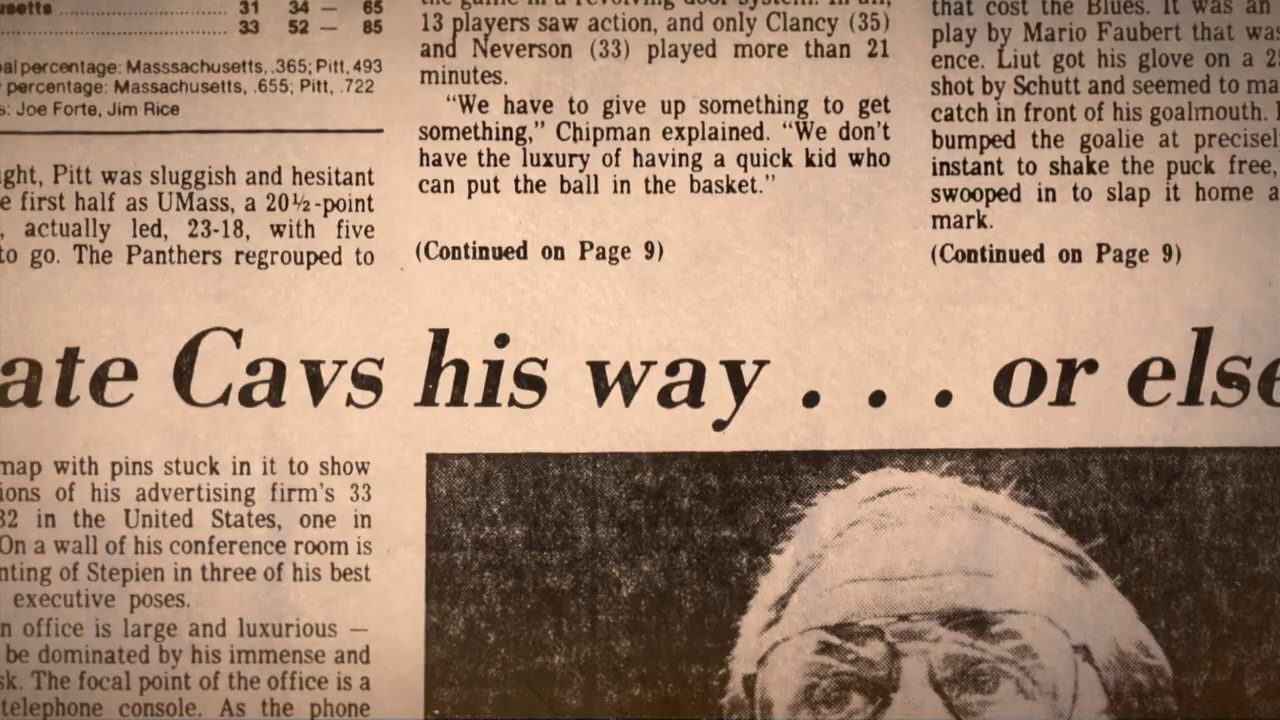 31 34 — 65
33 52 — 85
percentage: Masssachusetts, .365; Pitt, 493
percentage: Massachusetts, .655; Pitt, .722
Joe Forte, Jim Rice
Pitt was sluggish and hesitant
first half as UMass, a 20½-point
actually led, 23-18, with five
to go. The Panthers regrouped to
13 players saw action, and only Clancy (35)
and Neverson (33) played more than 21
minutes.
“We have to give up something to get
something,” Chipman explained. “We don't
have the luxury of having a quick kid who
can put the ball in the basket.”
(Continued on Page 9)
that cost the Blues. It was an
play by Mario Faubert that was
ence. Liut got his glove on a
shot by Schutt and seemed to
catch in front of his goalmouth.
bumped the goalie at
instant to shake the puck free,
swooped in to slap it home
mark.
(Continued on Page 9)
ate Cavs his way . . . or else
map with pins stuck in it to show
ions of his advertising firm's 33
in the United States, one in
On a wall of his conference room is
nting of Stepien in three of his best
executive poses.
office is large and luxurious —
be dominated by his immense and
sk. The focal point of the office is a
telephone console. As the phone